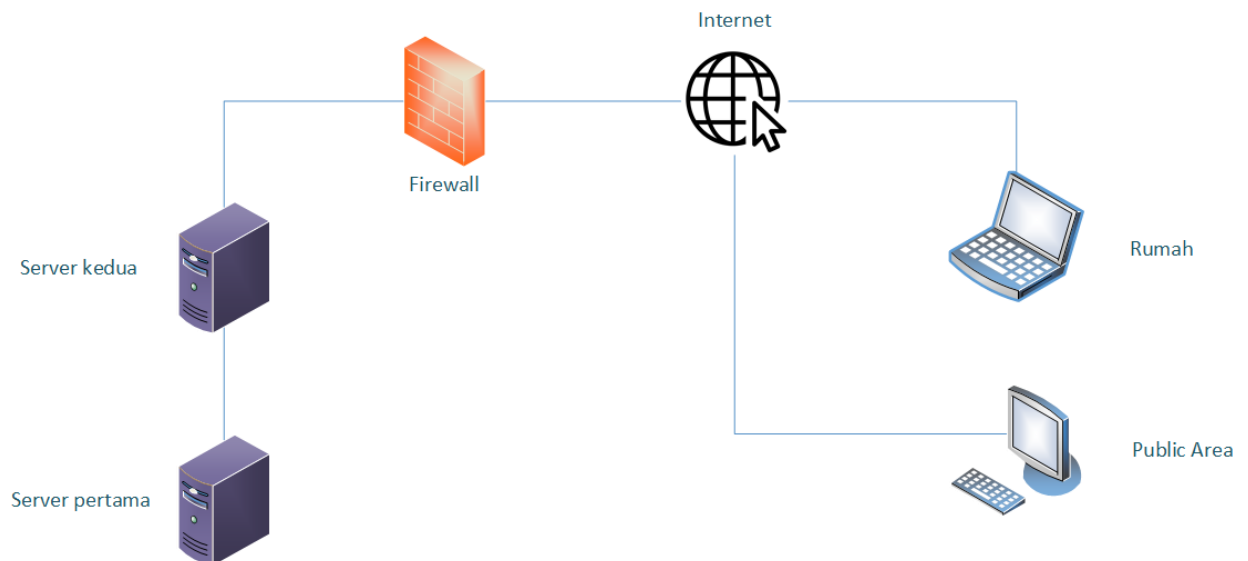 Internet
Firewall
Server kedua
Rumah
Public Area
Server pertama